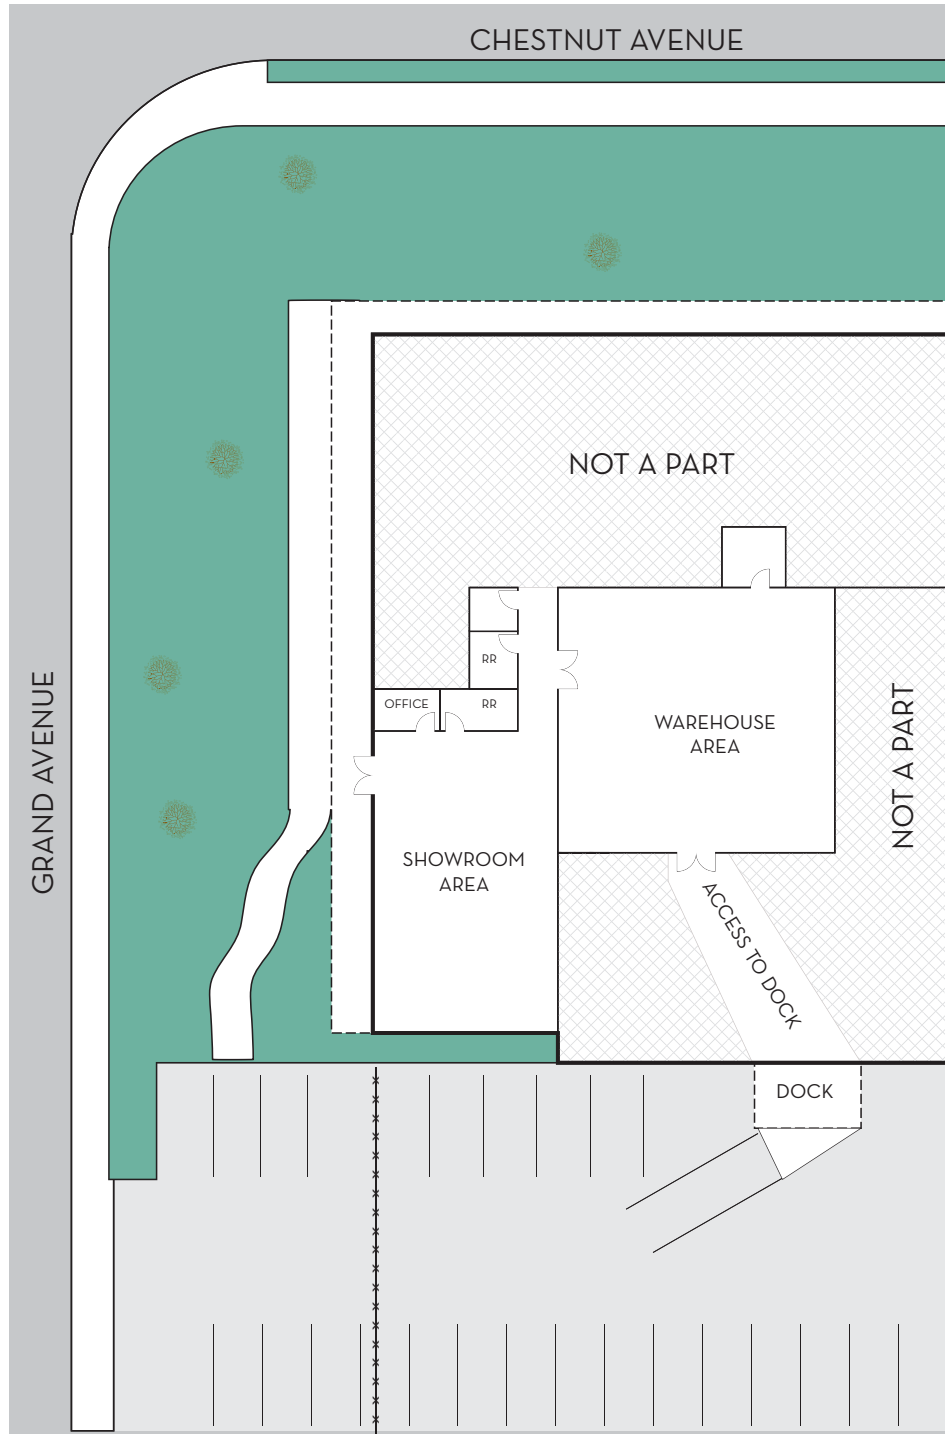 CHESTNUT AVENUE
NOT A PART
RR
OFFICE
RR
GRAND AVENUE
WAREHOUSE
AREA
NOT A PART
SHOWROOM
AREA
ACCESS TO DOCK
DOCK